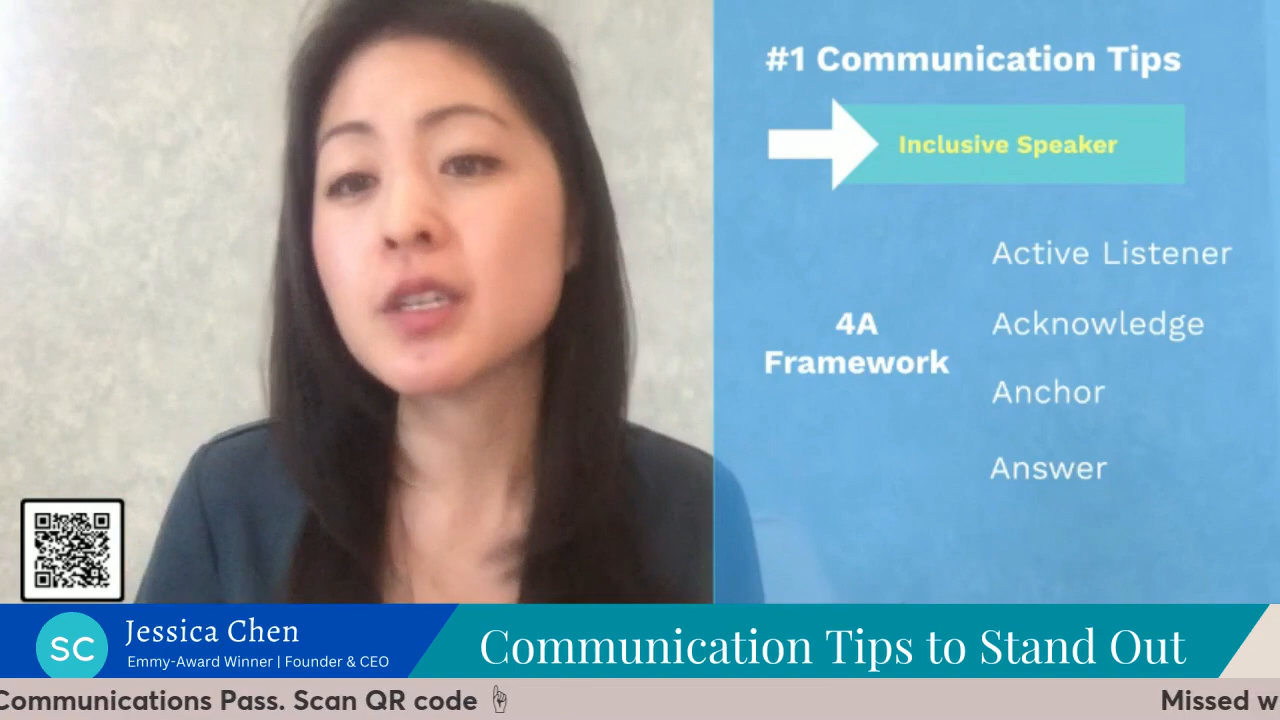 #1 Communication Tips
Inclusive Speaker
Active Listener
Acknowledge
4A
Framework
Anchor
Answer
SC
Jessica Chen
Emmy-Award Winner | Founder & CEO
Communication Tips to Stand Out
Communications Pass. Scan QR code ☝
Missed w